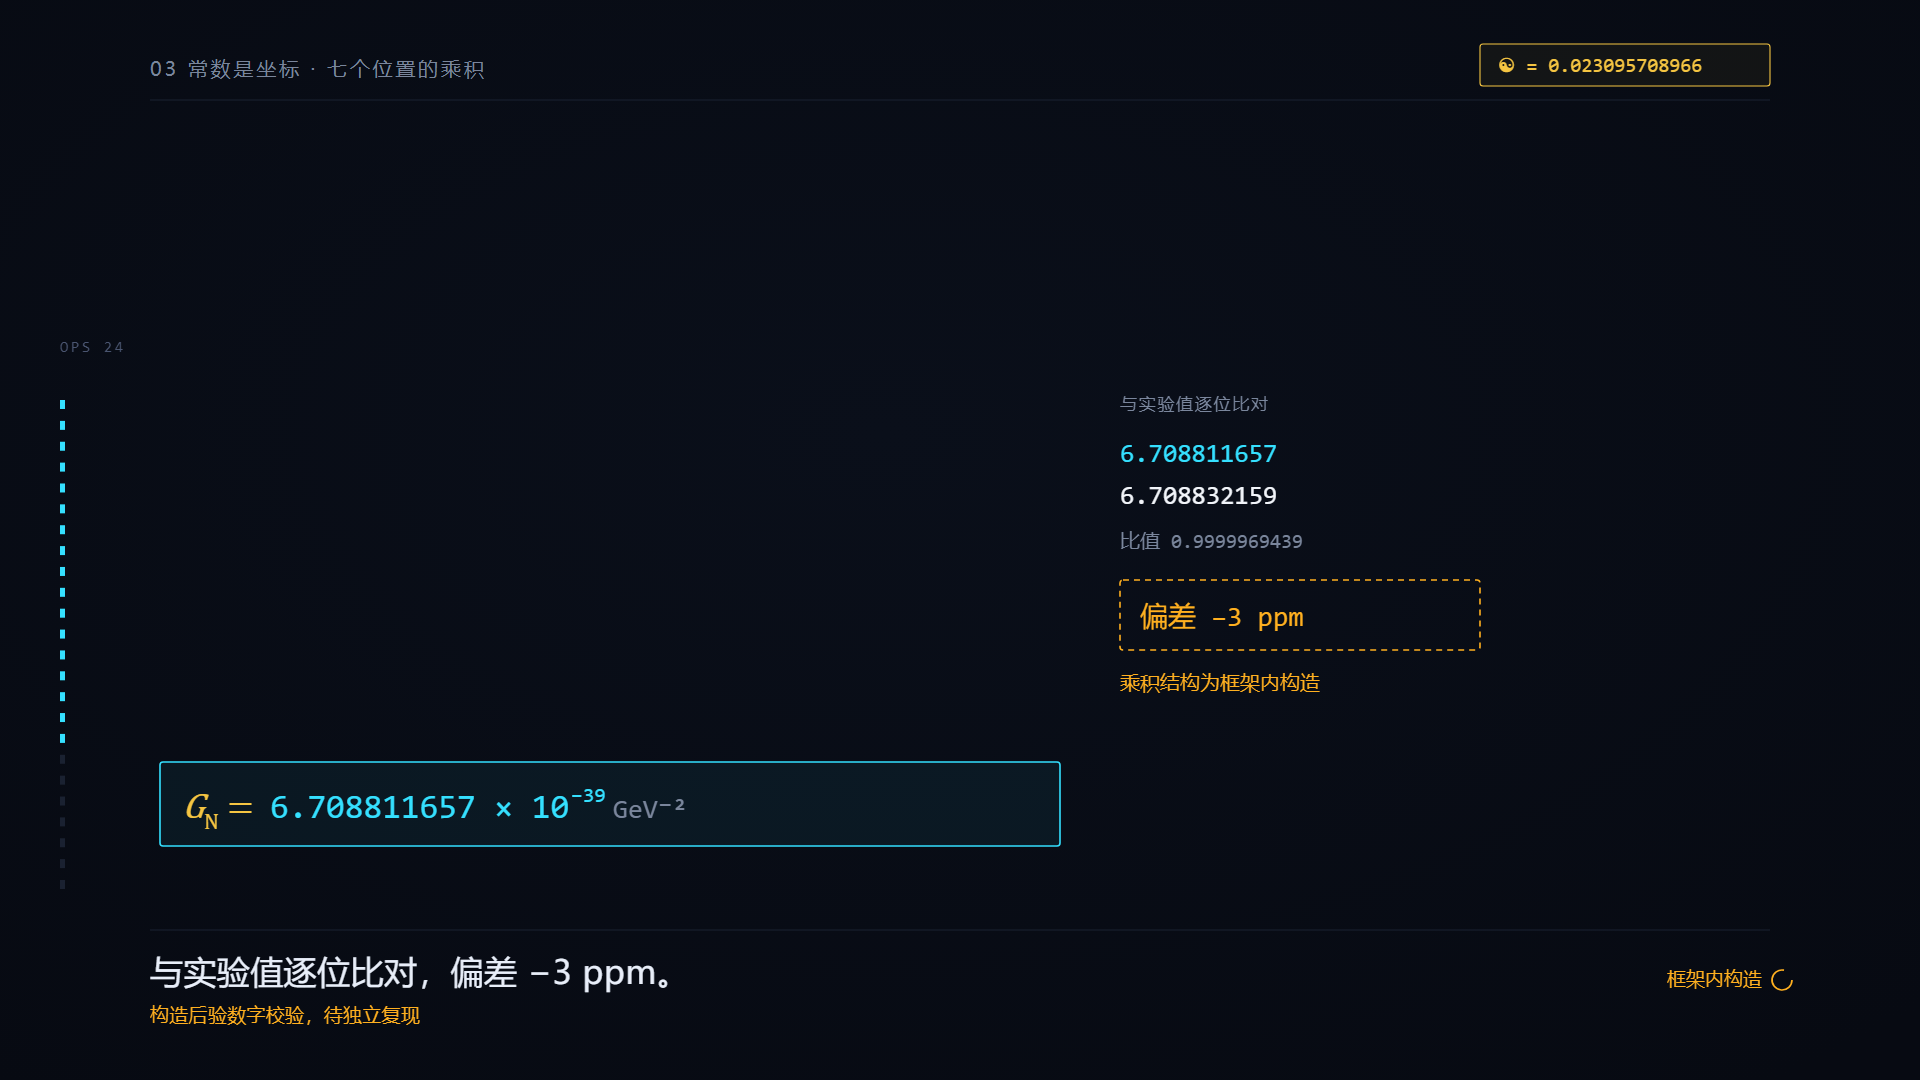 03 常数是坐标 · 七个位置的乘积
☯ = 0.023095708966
OPS 24
与实验值逐位比对
6.708811657
6.708832159
比值 0.9999969439
偏差 −3 ppm
乘积结构为框架内构造
G_N = 6.708811657 × 10⁻³⁹ GeV⁻²
与实验值逐位比对，偏差 −3 ppm。
框架内构造
构造后验数字校验，待独立复现